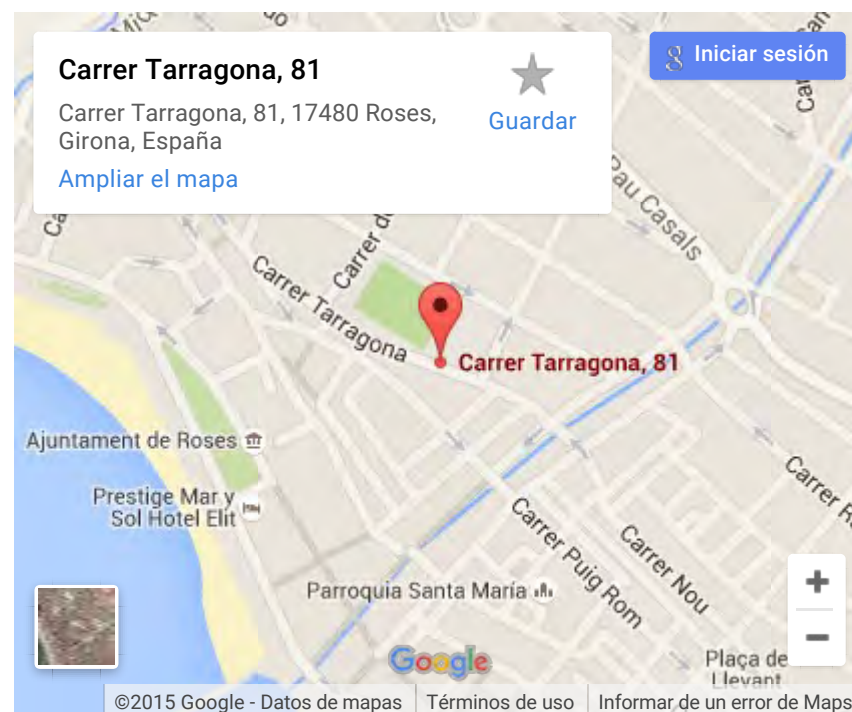 Carrer Tarragona, 81
Carrer Tarragona, 81, 17480 Roses,
Girona, España
Ampliar el mapa
Guardar
Iniciar sesión
Pau Casals
Carrer de
Carrer Tarragona
Carrer Tarragona, 81
Ajuntament de Roses
Prestige Mar y
Sol Hotel Elit
Carrer Puig Rom
Carrer Nou
Carrer
Parroquia Santa María
Plaça de
Llevant
Google
©2015 Google - Datos de mapas
Términos de uso
Informar de un error de Maps